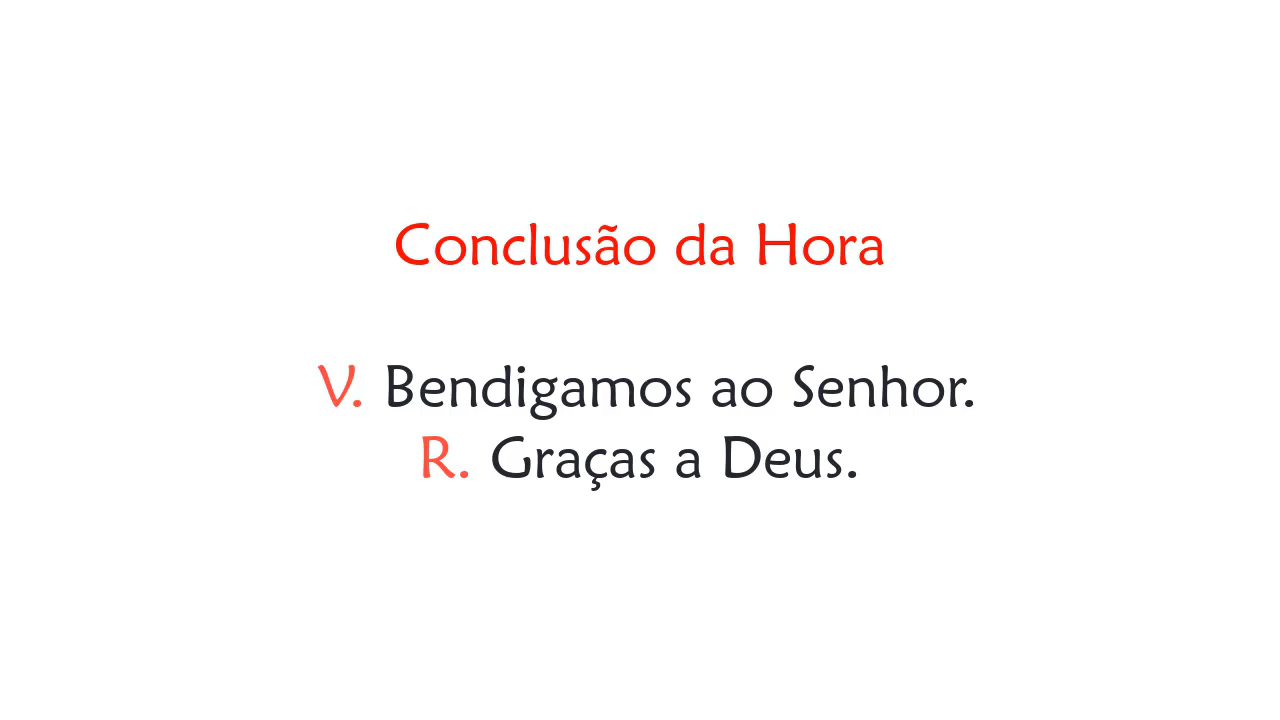 Conclusão da Hora
V. Bendigamos ao Senhor.
R. Graças a Deus.